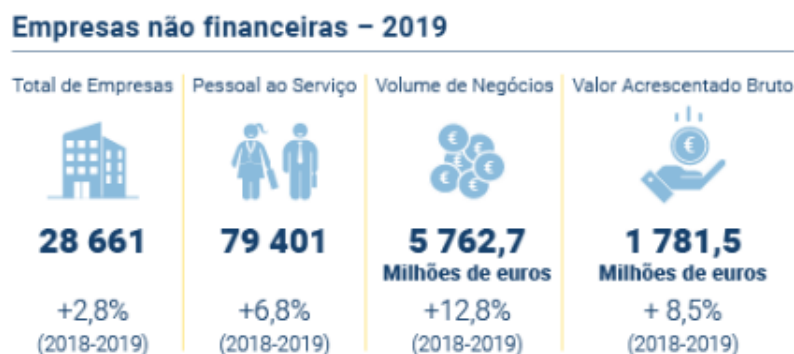 Empresas não financeiras – 2019
Total de Empresas
Pessoal ao Serviço
Volume de Negócios
Valor Acrescentado Bruto
28 661
79 401
5 762,7
1 781,5
Milhões de euros
Milhões de euros
+2,8%
+6,8%
+12,8%
+ 8,5%
(2018-2019)
(2018-2019)
(2018-2019)
(2018-2019)